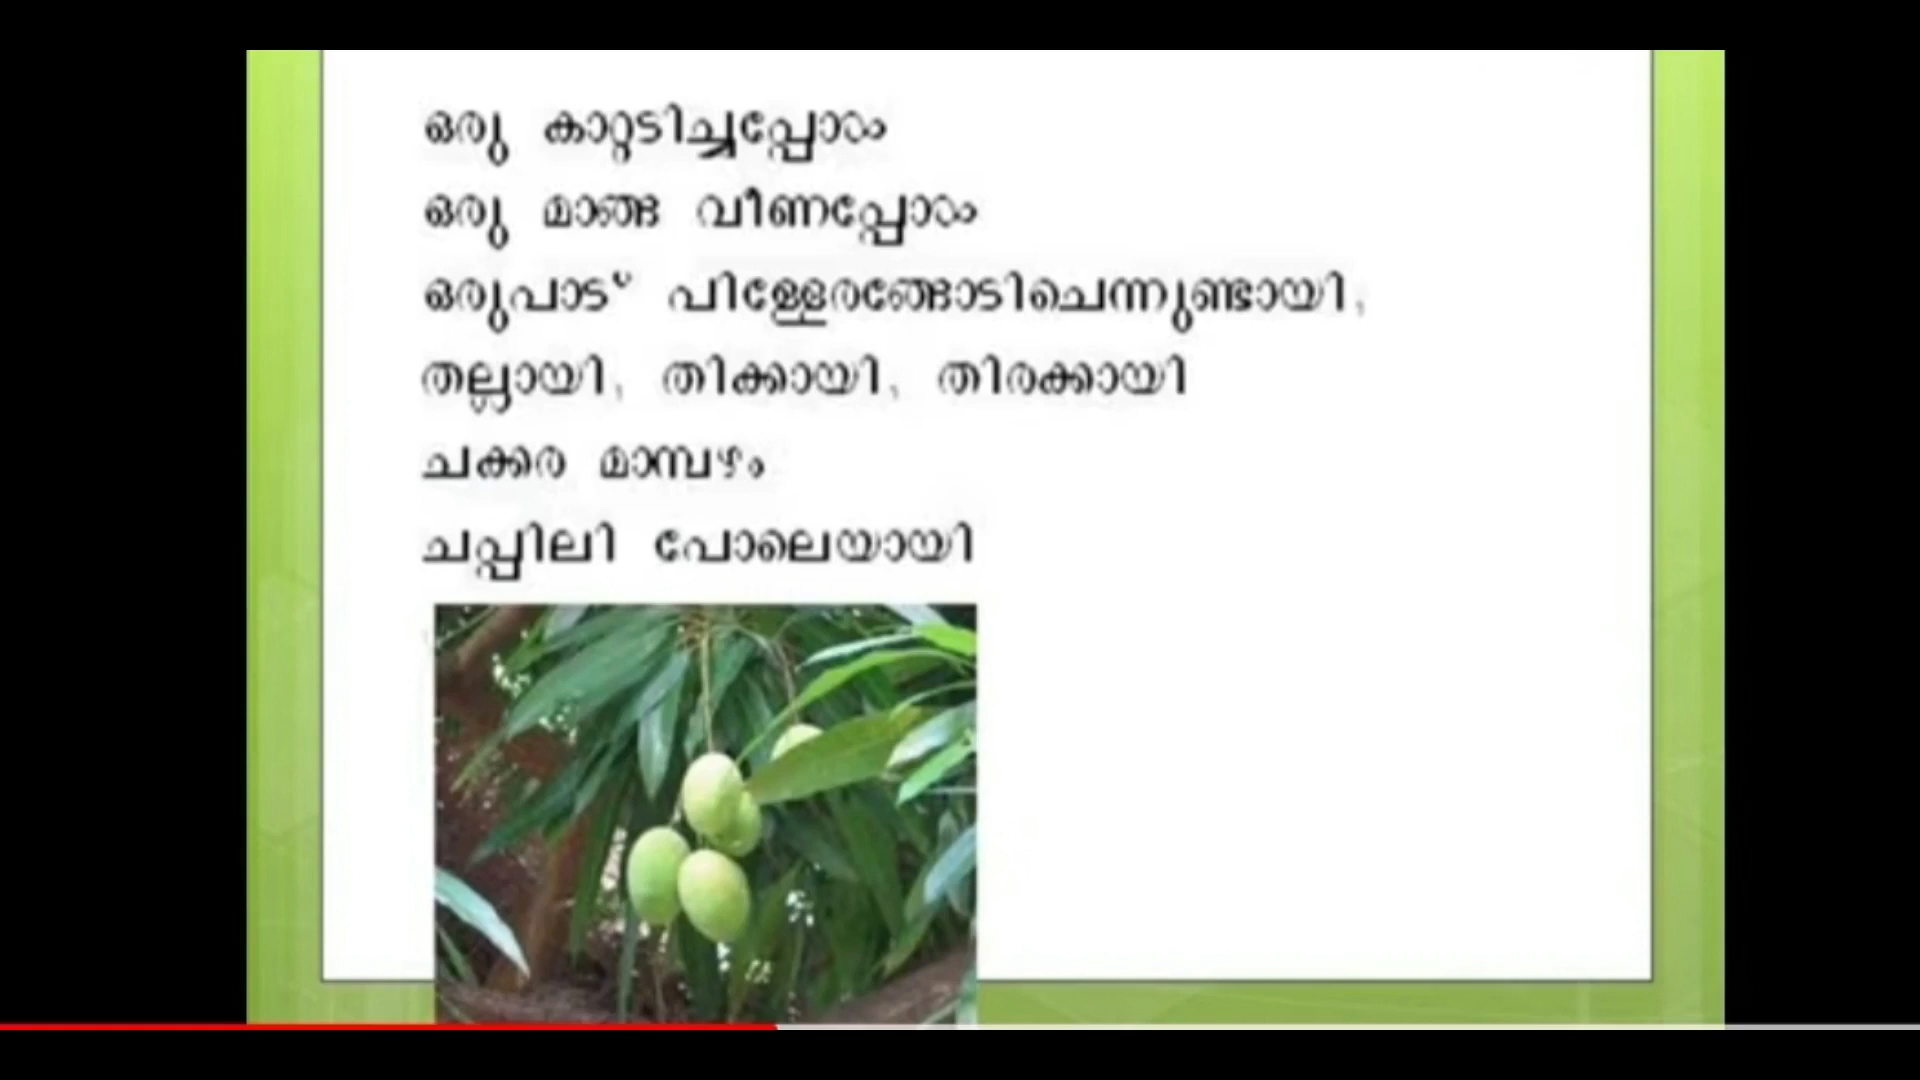 ഒരു കാറ്റടിച്ചപ്പോഠം
ഒരു മാങ്ങ വീണപ്പോഠം
ഒരുപാട് പിള്ളേരങ്ങോടിചെന്നുണ്ടായി,
തല്ലായി, തിക്കായി, തിരക്കായി
ചക്കര മാമ്പഴം
ചപ്പിലി പോലെയായി